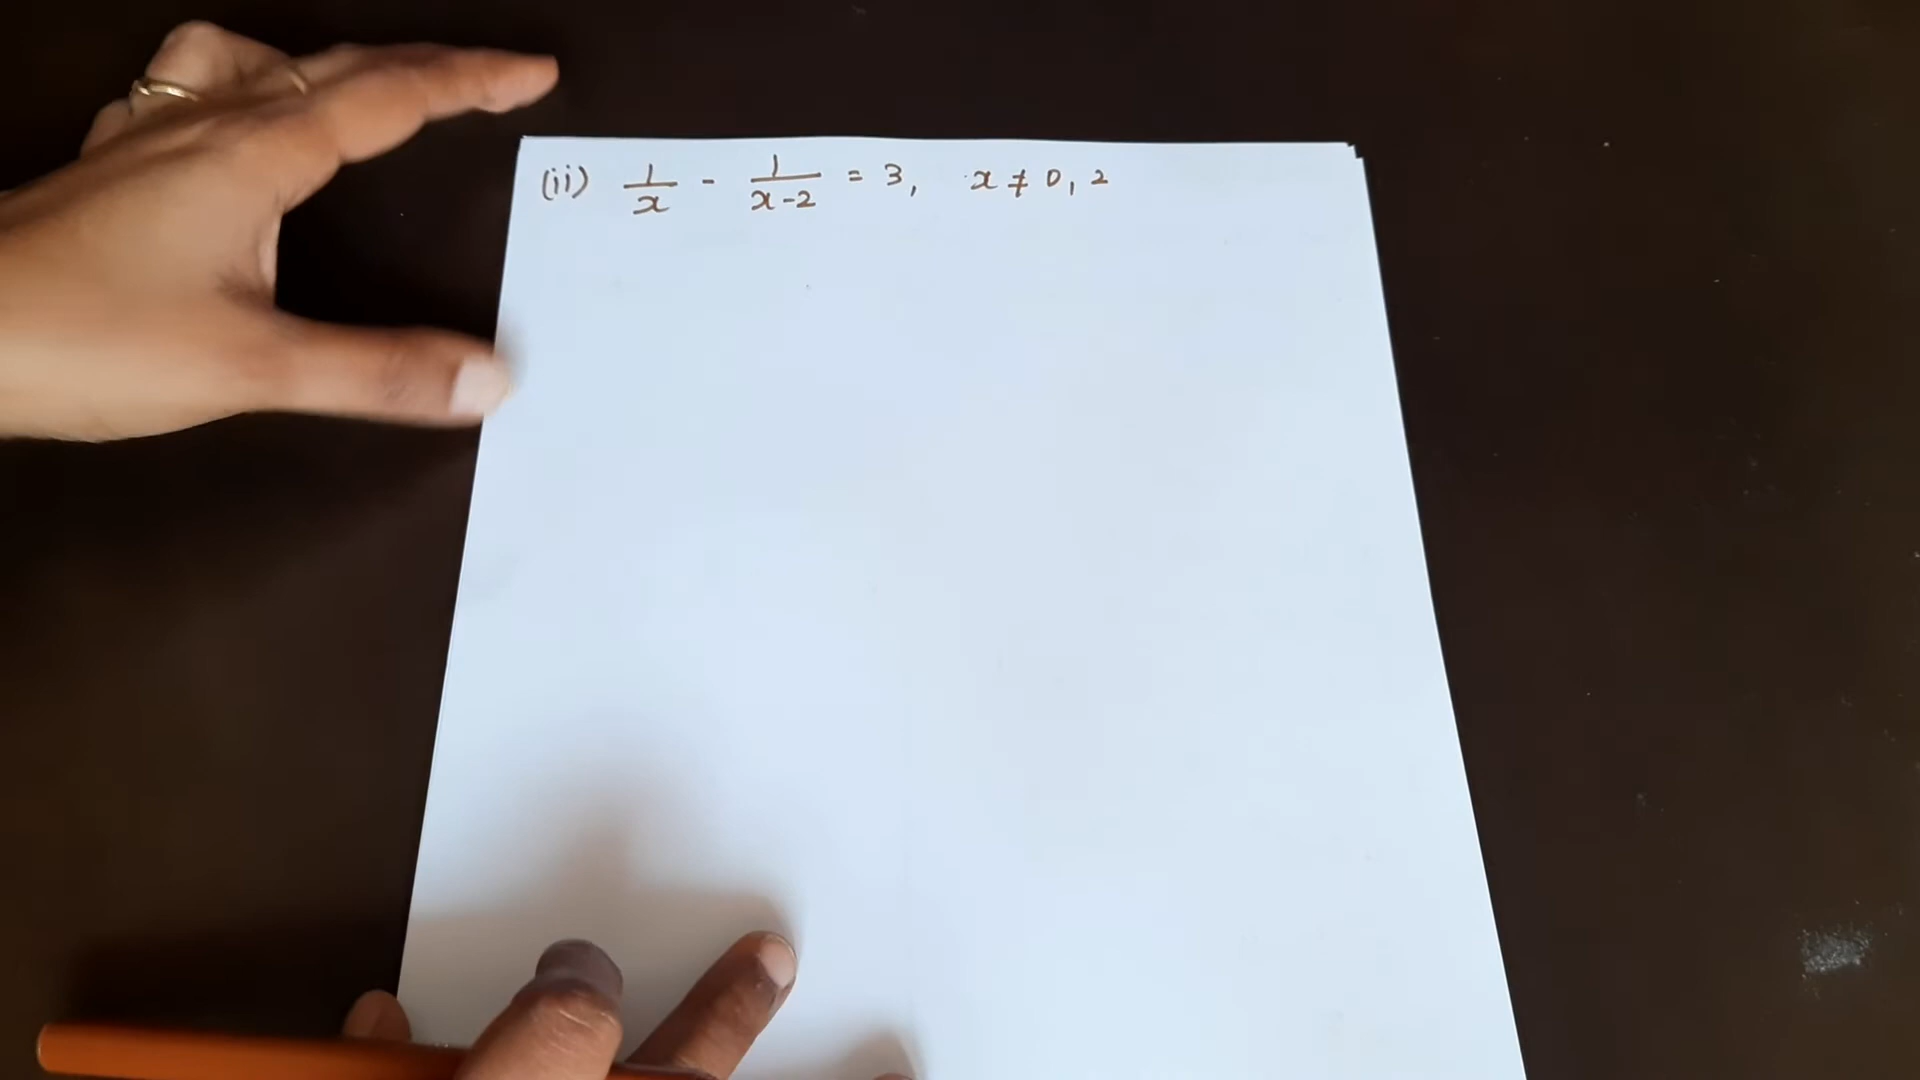 (ii) 1/x - 1/(x-2) = 3, x ≠ 0, 2